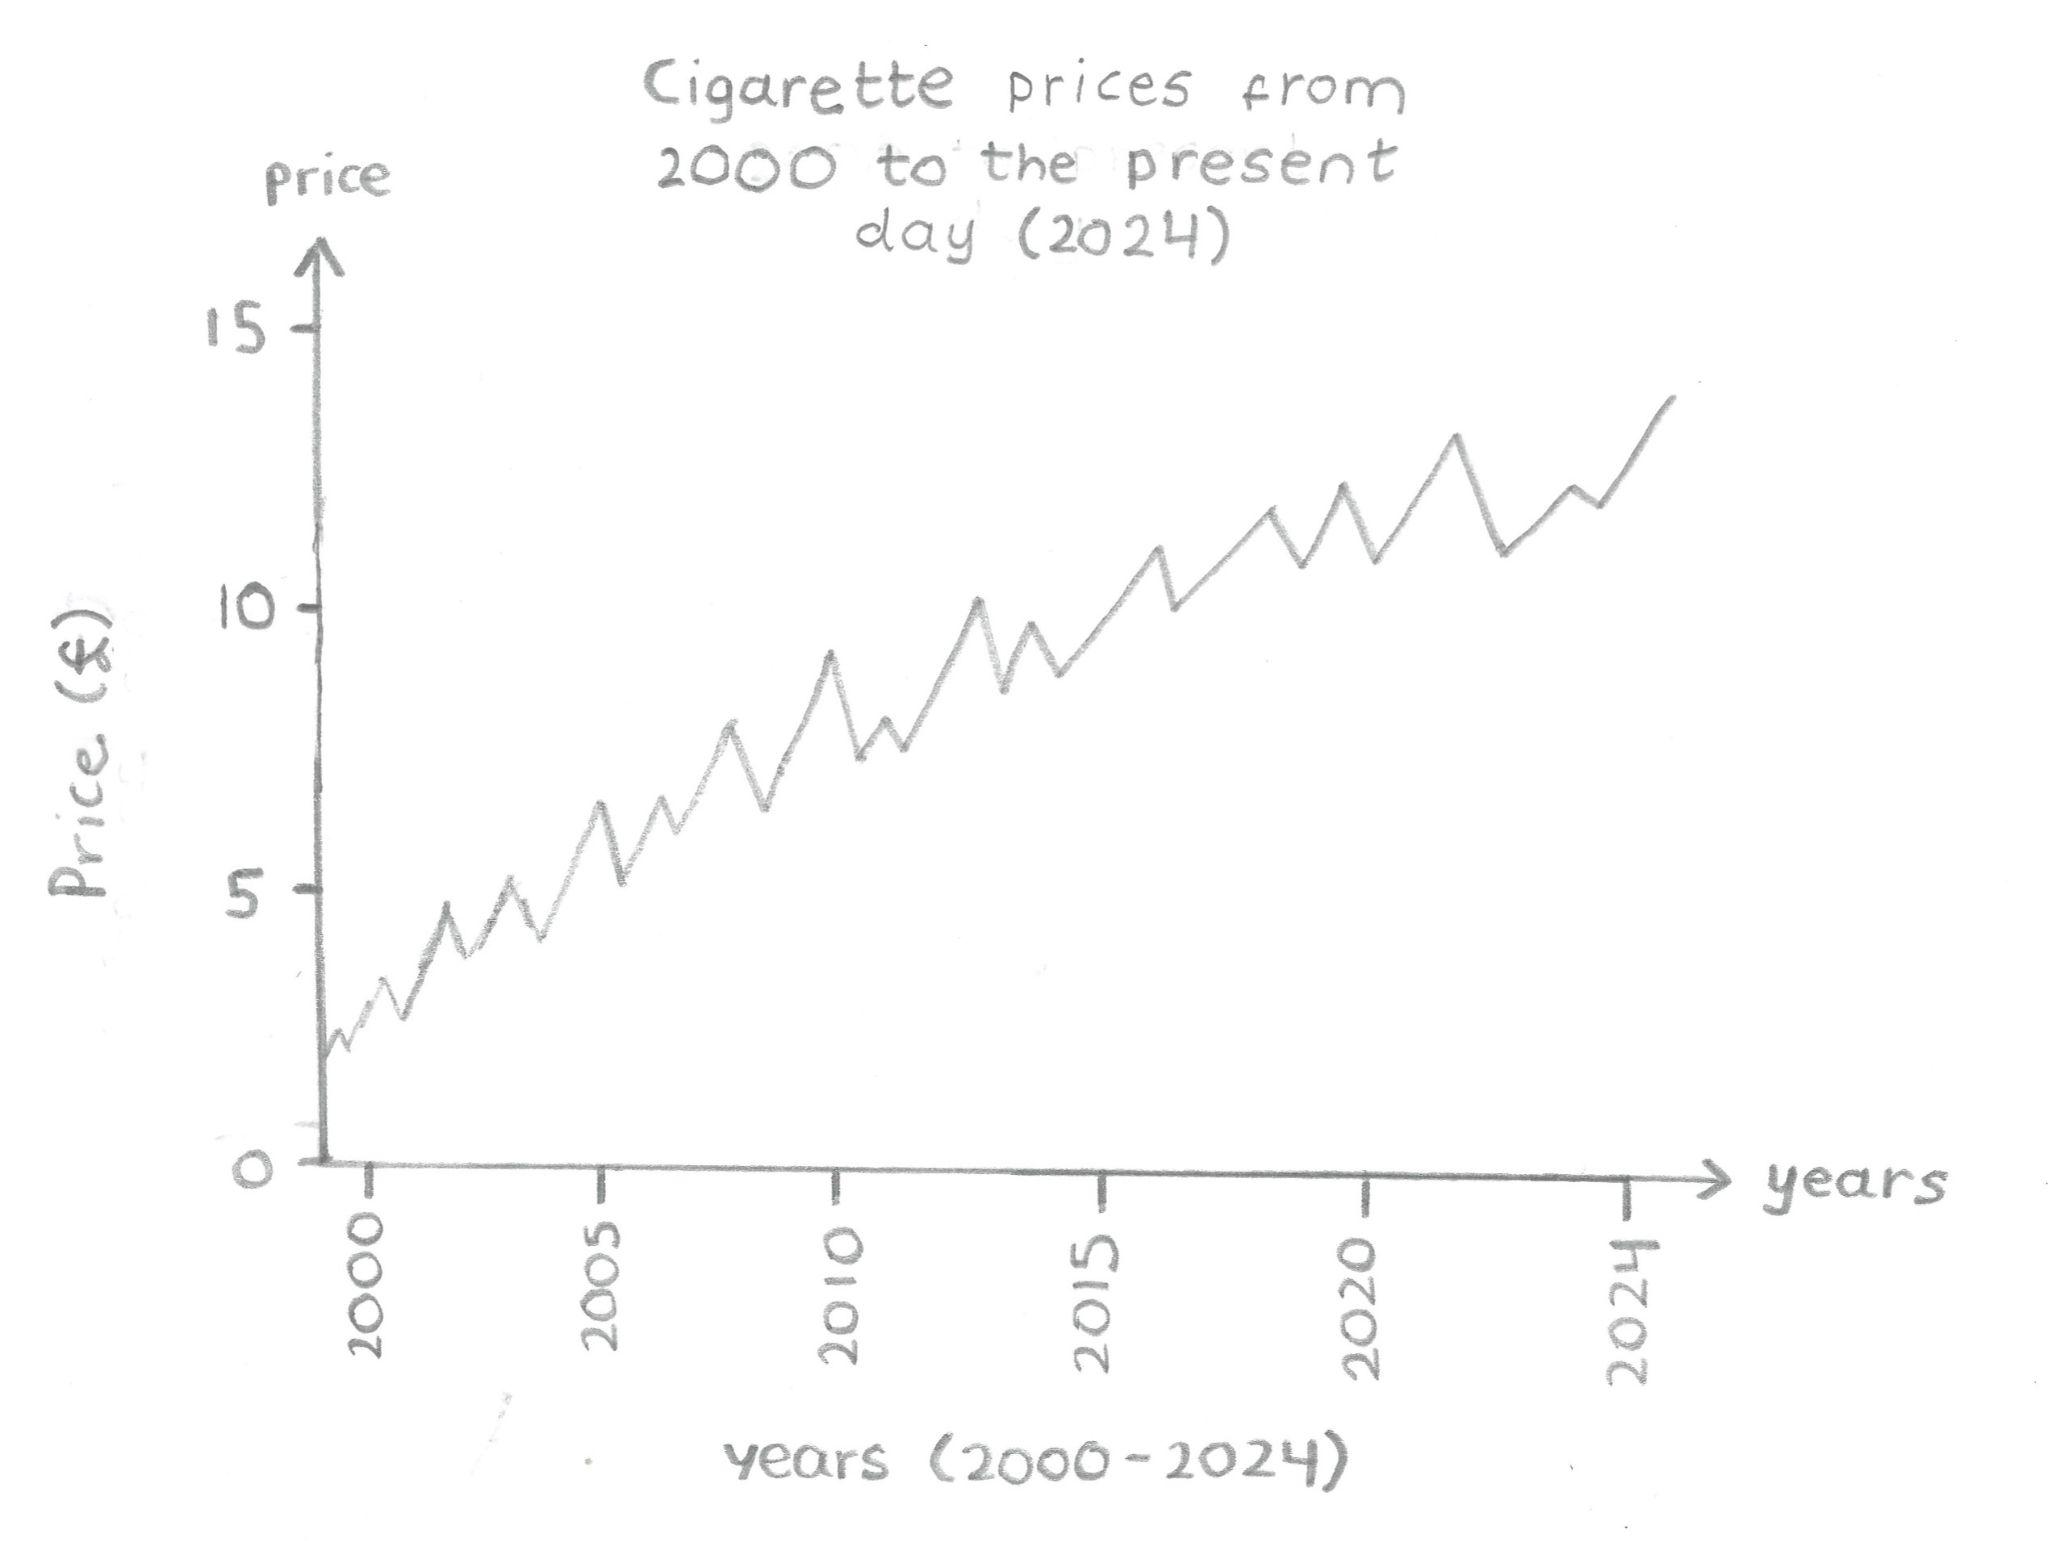 Cigarette prices from
2000 to the present
day (2024)
price
15
10
5
0
Price (£)
years
2000
2005
2010
2015
2020
2024
years (2000-2024)